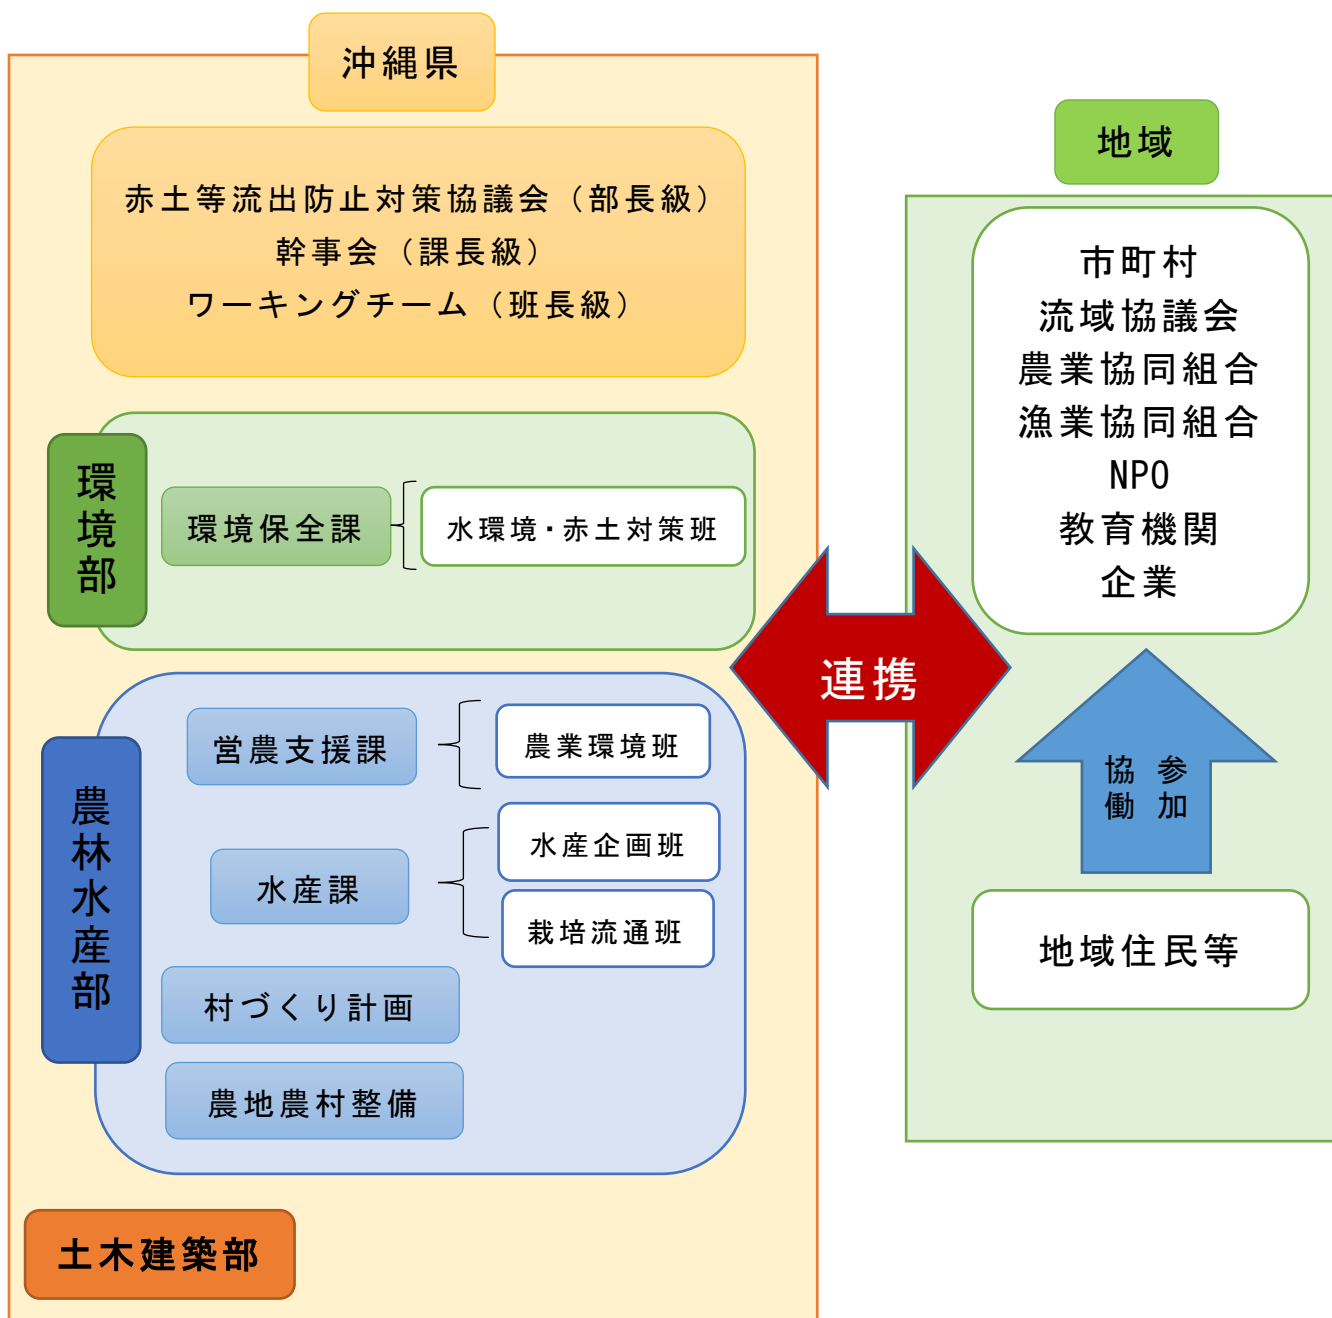 沖縄県
赤土等流出防止対策協議会（部長級）
幹事会（課長級）
ワーキングチーム（班長級）
環境部
環境保全課
水環境・赤土対策班
農林水産部
営農支援課
農業環境班
水産課
水産企画班
栽培流通班
村づくり計画
農地農村整備
土木建築部
連携
地域
市町村
流域協議会
農業協同組合
漁業協同組合
NPO
教育機関
企業
参加
協働
地域住民等